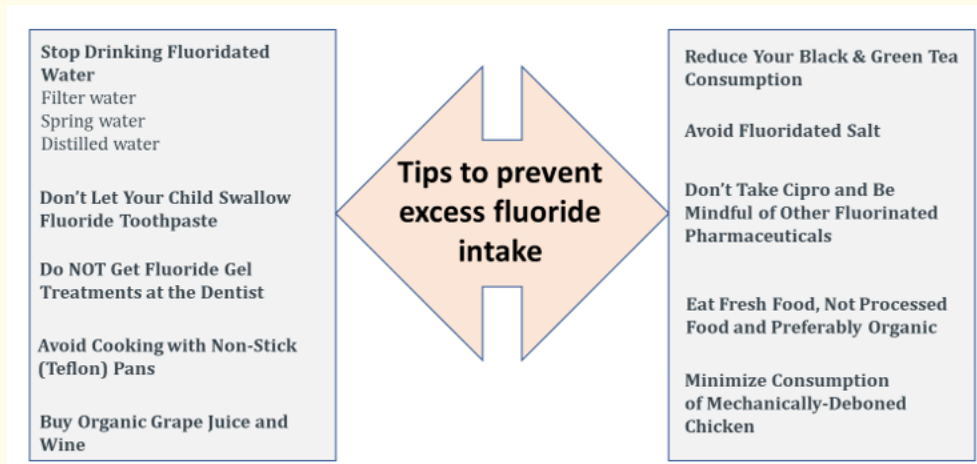 Stop Drinking Fluoridated
Water
Filter water
Spring water
Distilled water
Don't Let Your Child Swallow
Fluoride Toothpaste
Do NOT Get Fluoride Gel
Treatments at the Dentist
Avoid Cooking with Non-Stick
(Teflon) Pans
Buy Organic Grape Juice and
Wine
Tips to prevent
excess fluoride
intake
Reduce Your Black & Green Tea
Consumption
Avoid Fluoridated Salt
Don't Take Cipro and Be
Mindful of Other Fluorinated
Pharmaceuticals
Eat Fresh Food, Not Processed
Food and Preferably Organic
Minimize Consumption
of Mechanically-Deboned
Chicken